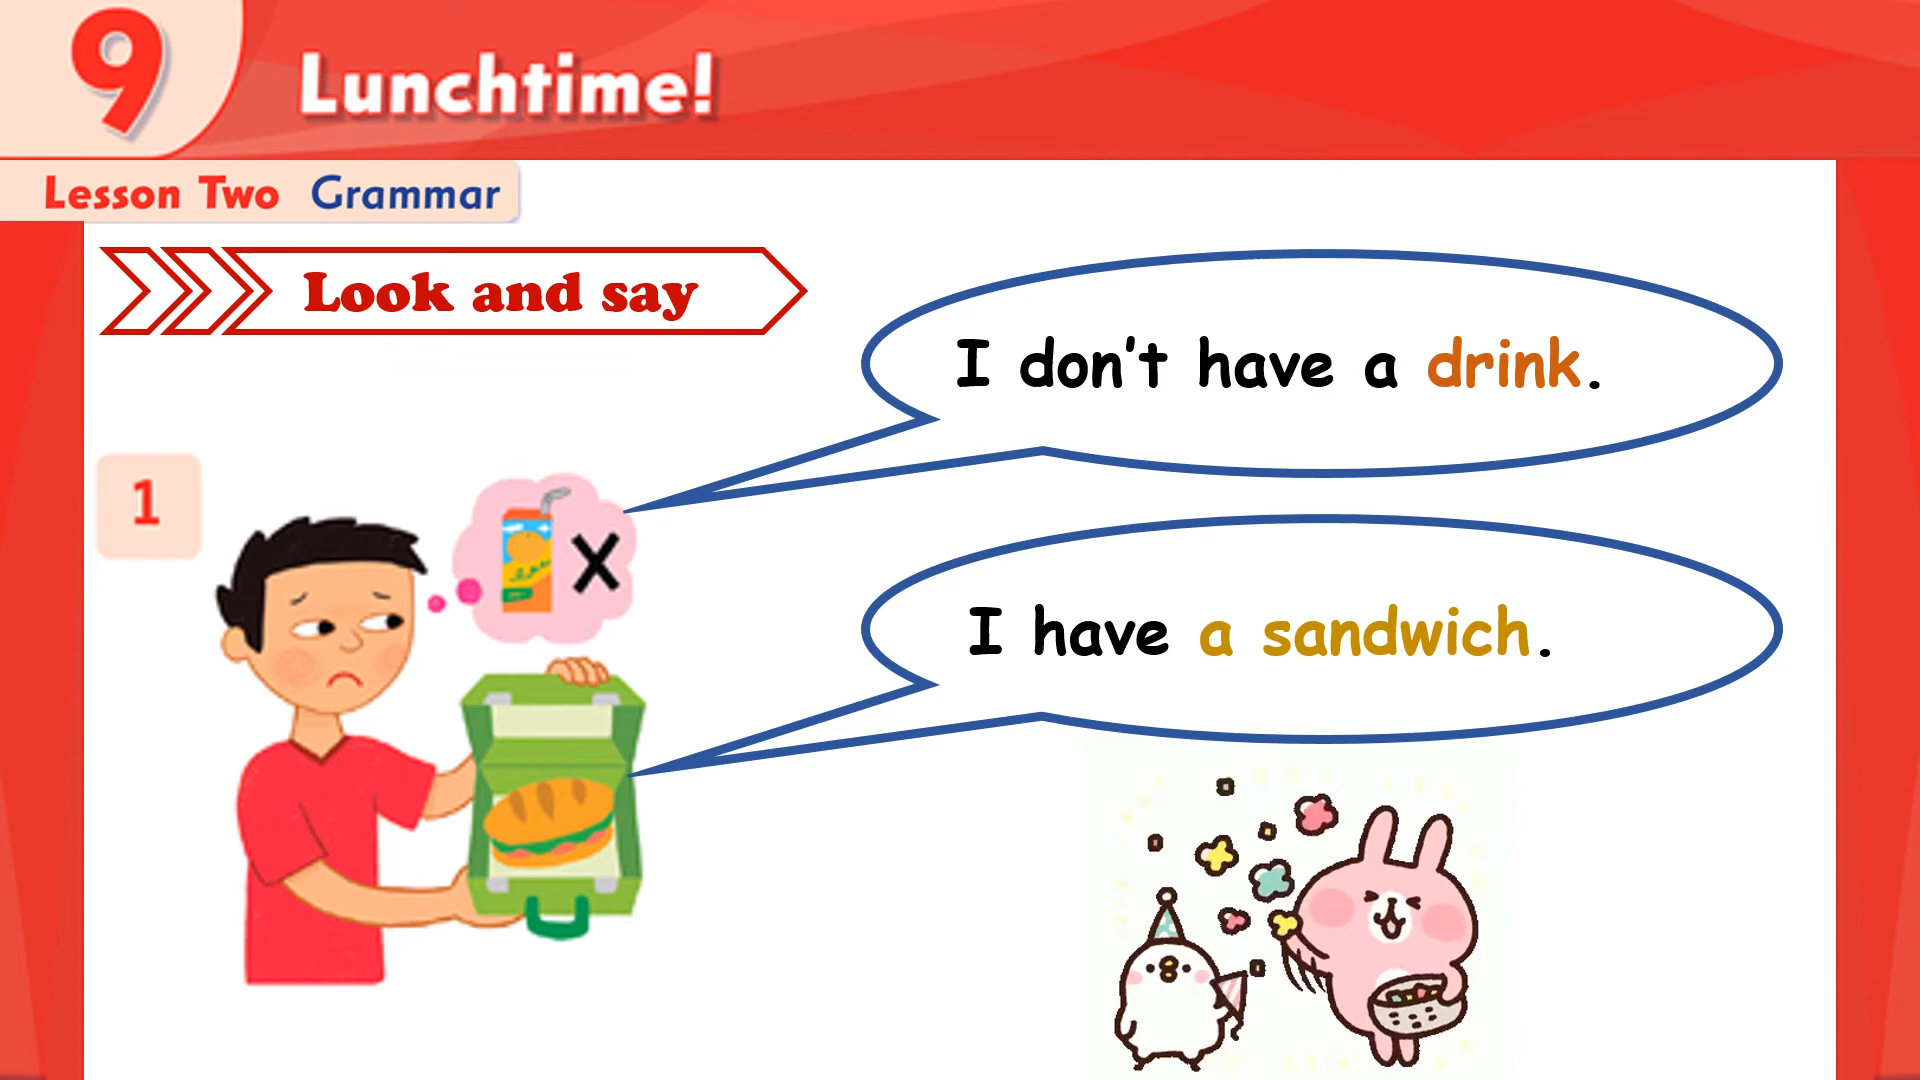 9
Lunchtime!
Lesson Two Grammar
Look and say
I don't have a drink.
1
X
I have a sandwich.